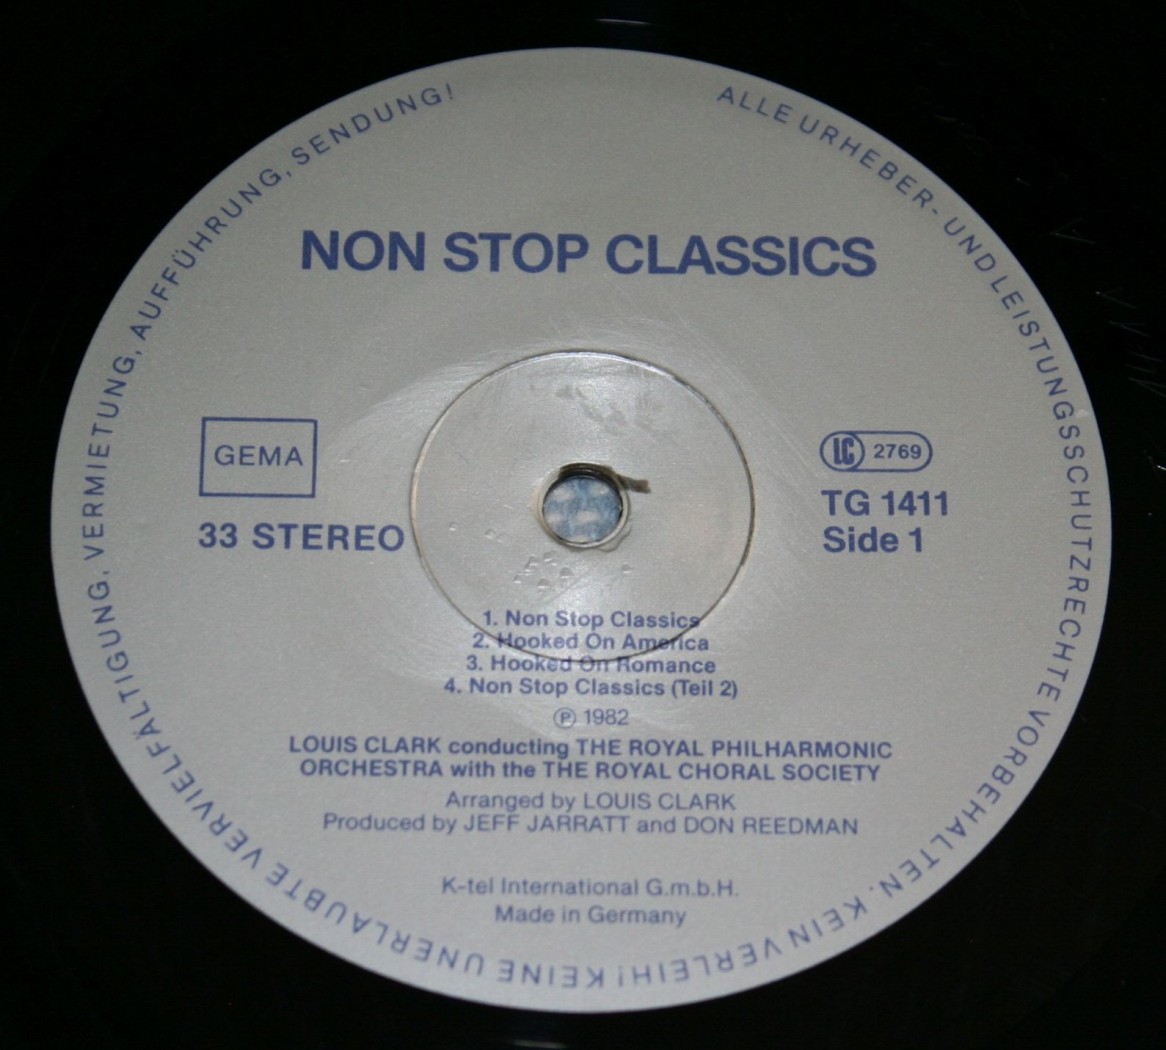 ALLE URHEBER- UND LEISTUNGSSCHUTZRECHTE VORBEHALTEN. KEIN VERLEIH! KEINE UNERLAUBTE VERVIELFÄLTIGUNG, VERMIETUNG, AUFFÜHRUNG, SENDUNG!
NON STOP CLASSICS
GEMA
33 STEREO
LC 2769
TG 1411
Side 1
1. Non Stop Classics
2. Hooked On America
3. Hooked On Romance
4. Non Stop Classics (Teil 2)
℗ 1982
LOUIS CLARK conducting THE ROYAL PHILHARMONIC
ORCHESTRA with the THE ROYAL CHORAL SOCIETY
Arranged by LOUIS CLARK
Produced by JEFF JARRATT and DON REEDMAN
K-tel International G.m.b.H.
Made in Germany